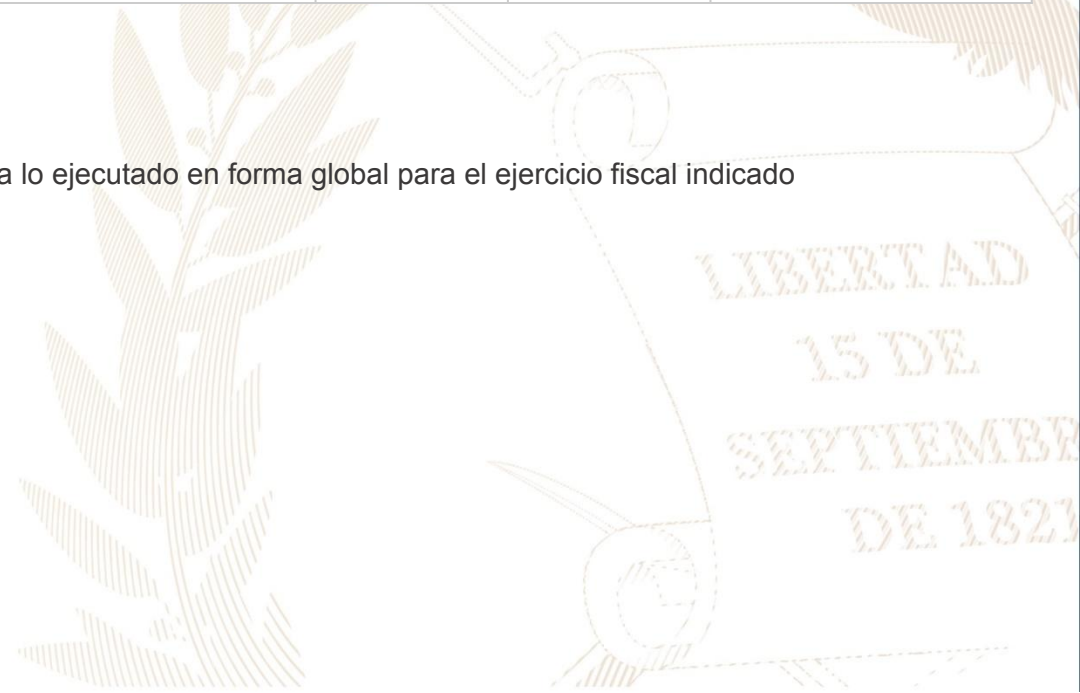 a lo ejecutado en forma global para el ejercicio fiscal indicado
LIBERTAD
15 DE
SEPTIEMBRE
DE 1821